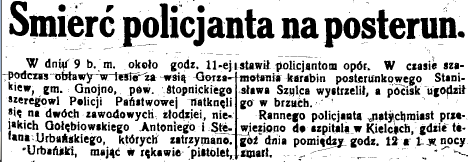 Smierć policjanta na posterun.
W dniu 9 b. m. około godz. 11-ej
podczas obławy w lesie za wsią Gorz-
kiew, gm. Gnojno, pow. stopnickiego
szeregowi Policji Państwowej natknęli
się na dwóch zawodowych złodziei, nie-
jakich Gołębiowskiego Antoniego i Ste-
fana Urbańskiego, których zatrzymano.
Urbański, mając w rękawie pistolet,
stawił policjantom opór. W czasie sza-
motania karabin posterunkowego Stani-
sława Szulca wystrzelił, a pocisk ugodził
go w brzuch.
Rannego policjanta natychmiast prze-
wieziono do szpitala w Kielcach, gdzie te-
goż dnia pomiędzy godz. 12 a 1 w nocy
zmarł.